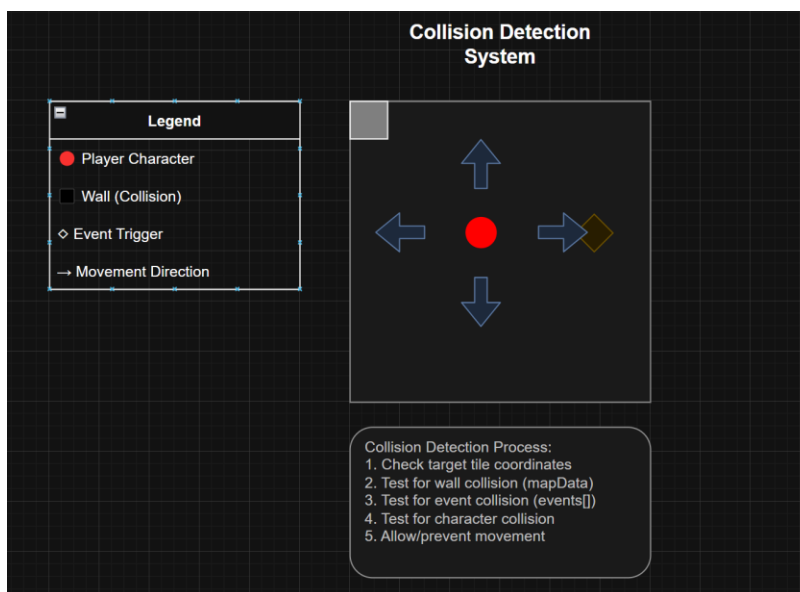 Collision Detection
System
Legend
Player Character
Wall (Collision)
Event Trigger
→ Movement Direction
Collision Detection Process:
1. Check target tile coordinates
2. Test for wall collision (mapData)
3. Test for event collision (events[])
4. Test for character collision
5. Allow/prevent movement